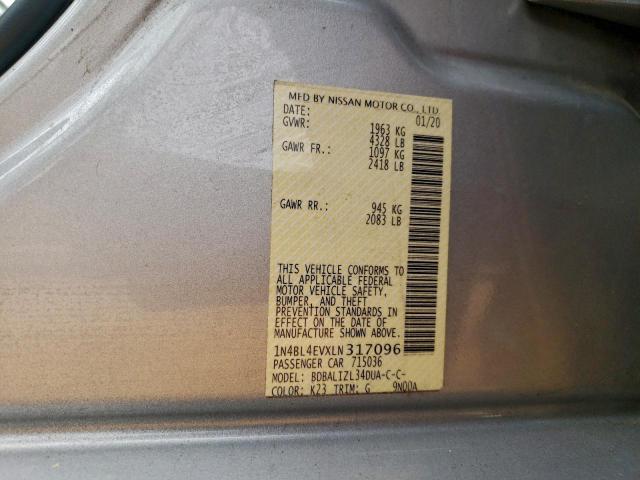 MFD BY NISSAN MOTOR CO., LTD.
DATE: 01/20
GVWR: 1963 KG
4328 LB
GAWR FR.: 1097 KG
2418 LB
GAWR RR.: 945 KG
2083 LB
THIS VEHICLE CONFORMS TO
ALL APPLICABLE FEDERAL
MOTOR VEHICLE SAFETY,
BUMPER, AND THEFT
PREVENTION STANDARDS IN
EFFECT ON THE DATE OF
MANUFACTURE SHOWN ABOVE.
1N4BL4EVXLN317096
PASSENGER CAR 715036
MODEL: BDBALIZL34DUA-C-C-
COLOR: K23 TRIM: G 9N00A